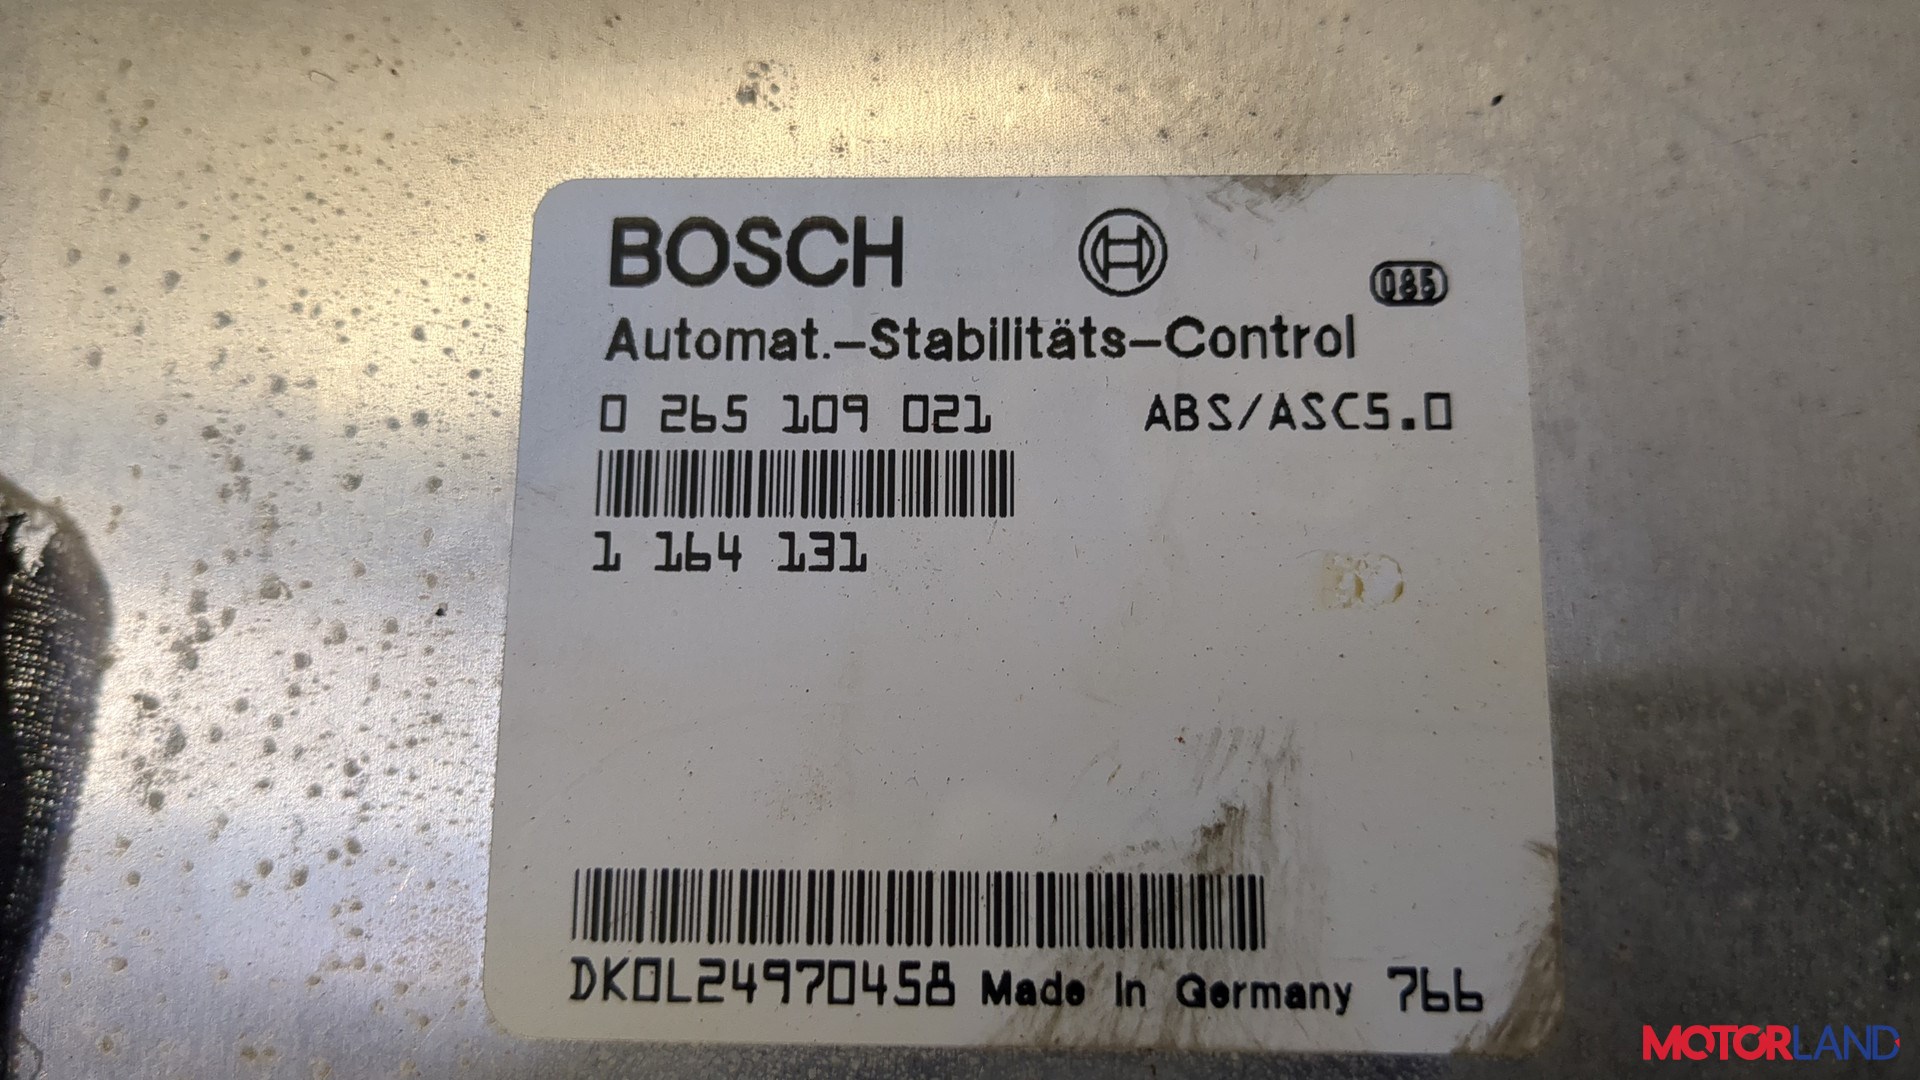 BOSCH
085
Automat.-Stabilitäts-Control
0 265 109 021 ABS/ASC5.0
1 164 131
DK0L24970458 Made in Germany 766
MOTORLAND